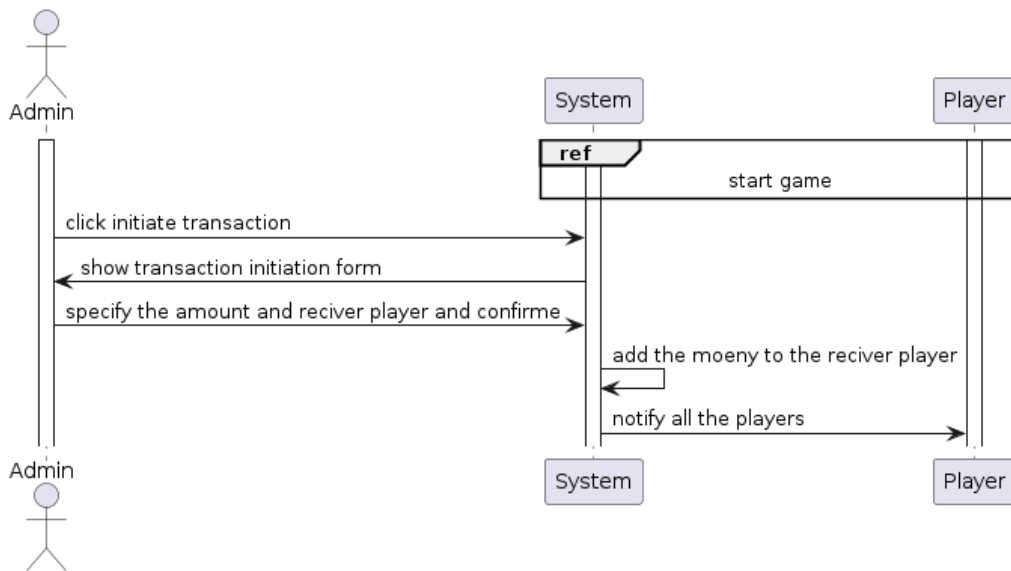 Admin
System
Player
ref
start game
click initiate transaction
show transaction initiation form
specify the amount and reciver player and confirme
add the moeny to the reciver player
notify all the players
Admin
System
Player